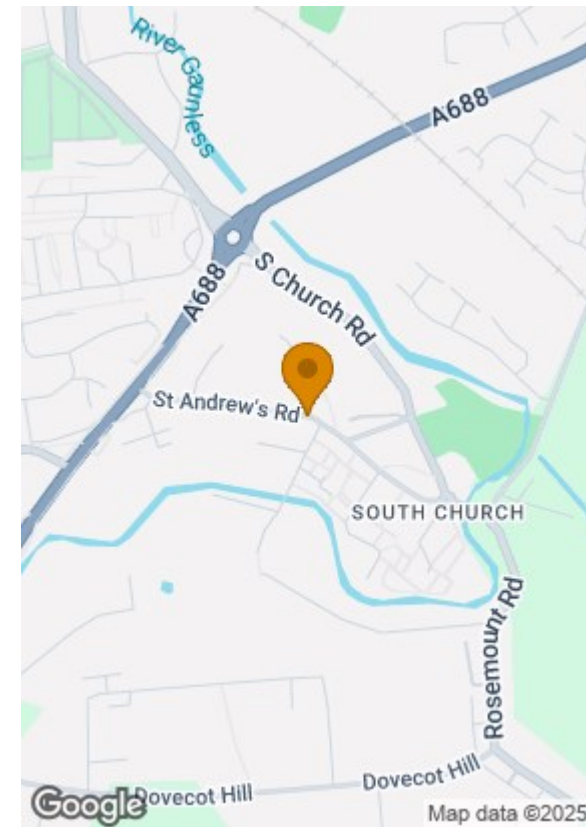 River Gaunless
A688
A688
S Church Rd
St Andrew's Rd
SOUTH CHURCH
Rosemount Rd
Dovecot Hill
Dovecot Hill
Google
Map data ©2025